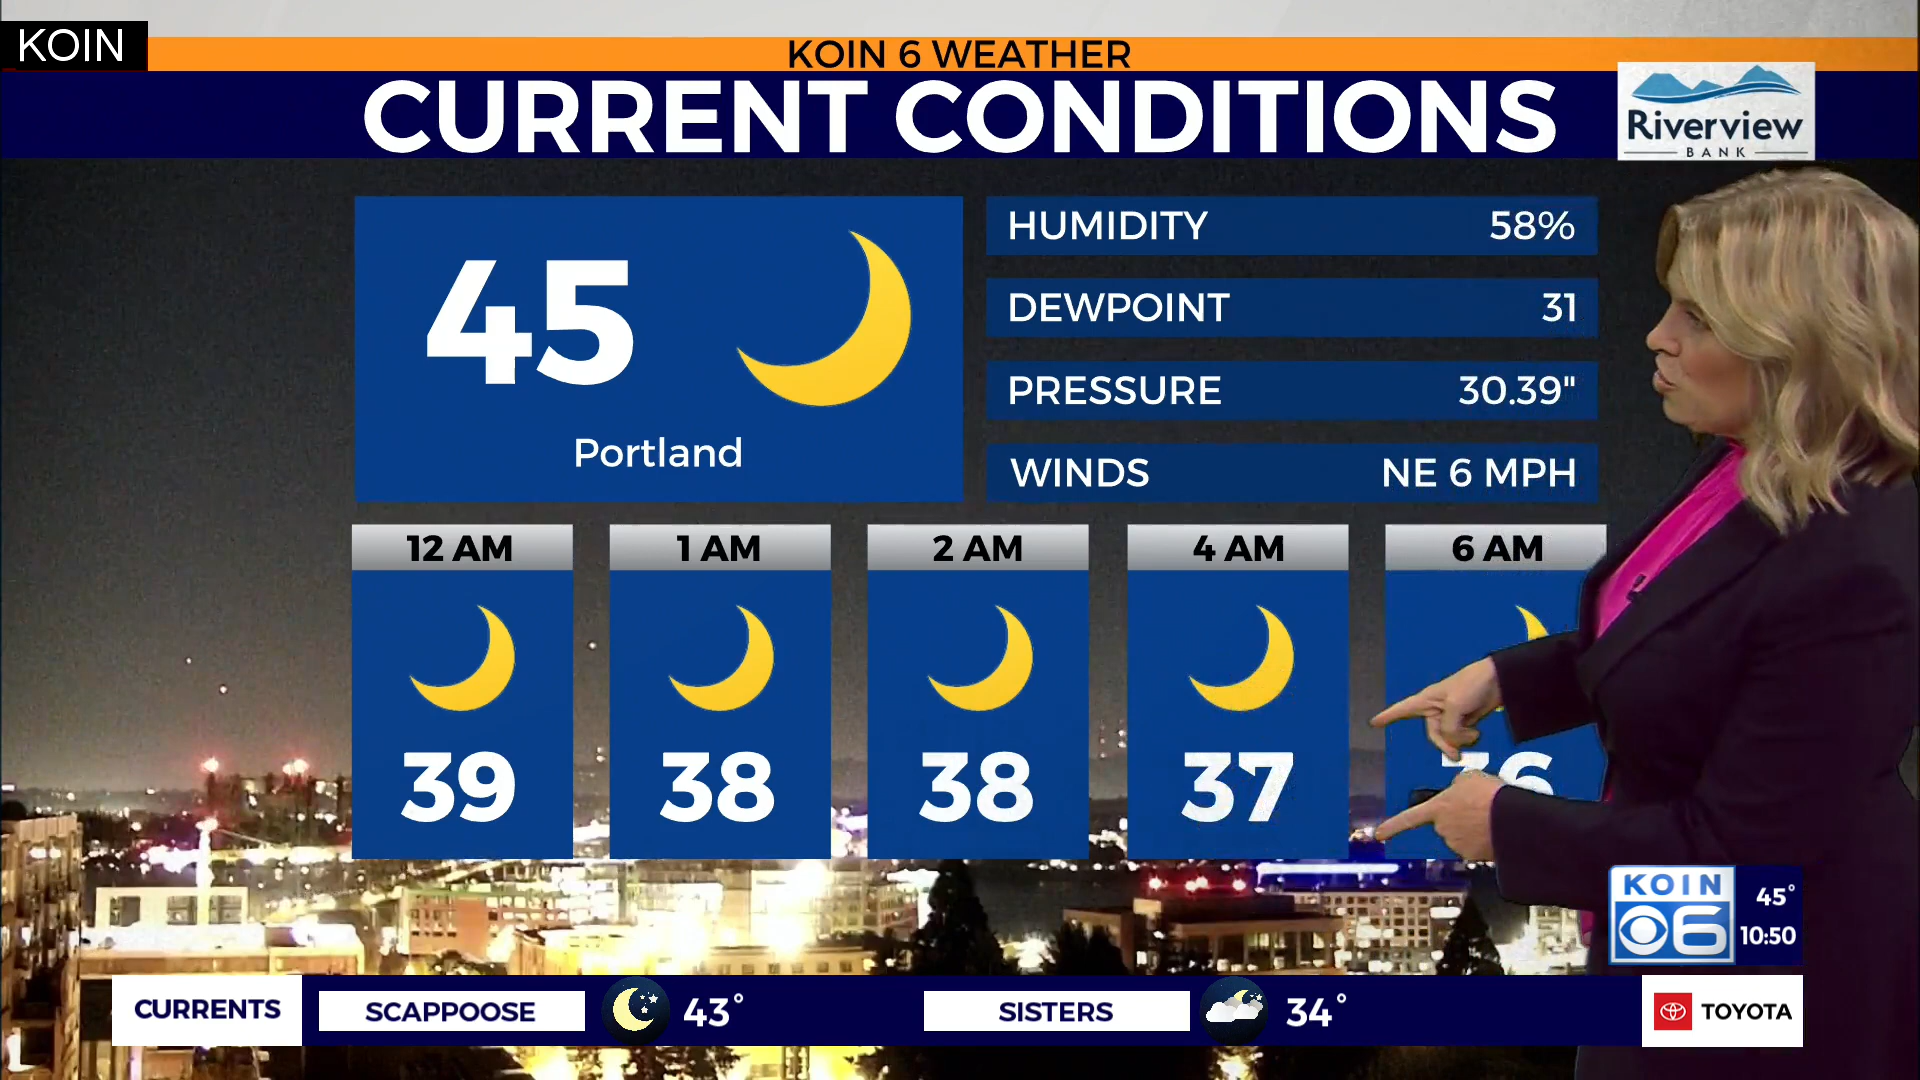 KOIN
KOIN 6 WEATHER
CURRENT CONDITIONS
Riverview
BANK
45
Portland
HUMIDITY 58%
DEWPOINT 31
PRESSURE 30.39"
WINDS NE 6 MPH
12 AM 1 AM 2 AM 4 AM 6 AM
39 38 38 37 36
KOIN
6
45°
10:50
CURRENTS SCAPPOOSE 43° SISTERS 34° TOYOTA